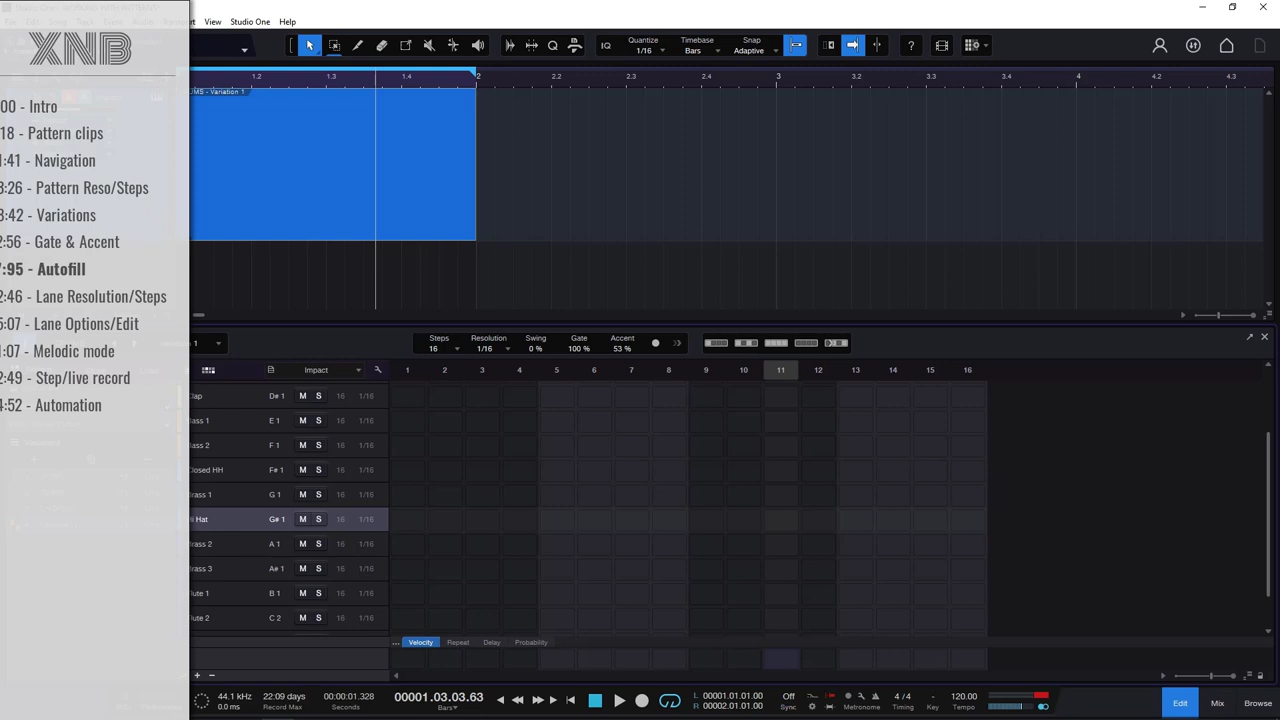 View Studio One Help
XNB
Quantize Timebase Snap
IQ 1/16 Bars Adaptive
1.2 1.3 1.4 2 2.2 2.3 2.4 3 3.2 3.3 3.4 4 4.2 4.3
UMS - Variation 1
00 - Intro
18 - Pattern clips
:41 - Navigation
:26 - Pattern Reso/Steps
:42 - Variations
:56 - Gate & Accent
:95 - Autofill
:46 - Lane Resolution/Steps
:07 - Lane Options/Edit
:07 - Melodic mode
:49 - Step/live record
:52 - Automation
Steps Resolution Swing Gate Accent
16 1/16 0 % 100 % 53 %
Impact 1 2 3 4 5 6 7 8 9 10 11 12 13 14 15 16
Clap D# 1 M S 16 1/16
ass 1 E 1 M S 16 1/16
ass 2 F 1 M S 16 1/16
Closed HH F# 1 M S 16 1/16
rass 1 G 1 M S 16 1/16
i Hat G# 1 M S 16 1/16
rass 2 A 1 M S 16 1/16
rass 3 A# 1 M S 16 1/16
lute 1 B 1 M S 16 1/16
lute 2 C 2 M S 16 1/16
... Velocity Repeat Delay Probability
44.1 kHz 22:09 days 00:00:01.328 00001.03.03.63 L 00001.01.01.00 Off 4 / 4 - 120.00
0.0 ms Record Max Seconds Bars R 00002.01.01.00 Sync Metronome Timing Key Tempo Edit Mix Browse